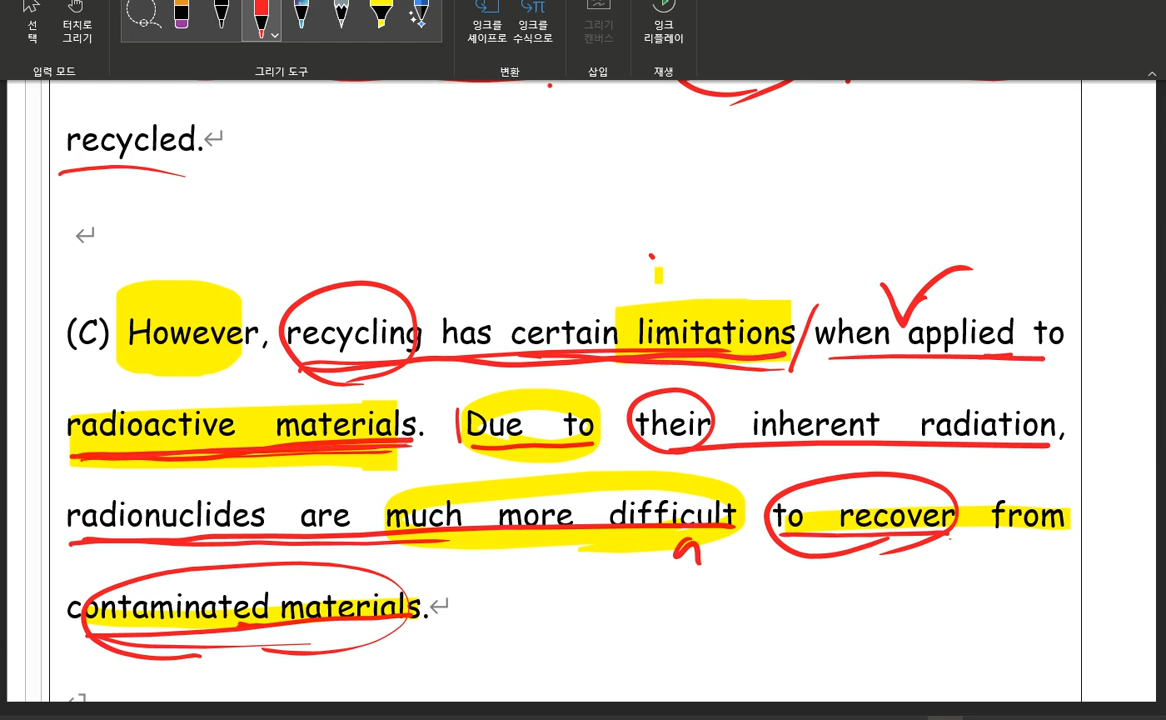 선 터치로 잉크를 잉크를 그리기 잉크
택 그리기 셰이프로 수식으로 캔버스 리플레이
입력 모드 그리기 도구 변환 삽입 재생
recycled.
(C) However, recycling has certain limitations when applied to
radioactive materials. Due to their inherent radiation,
radionuclides are much more difficult to recover from
contaminated materials.